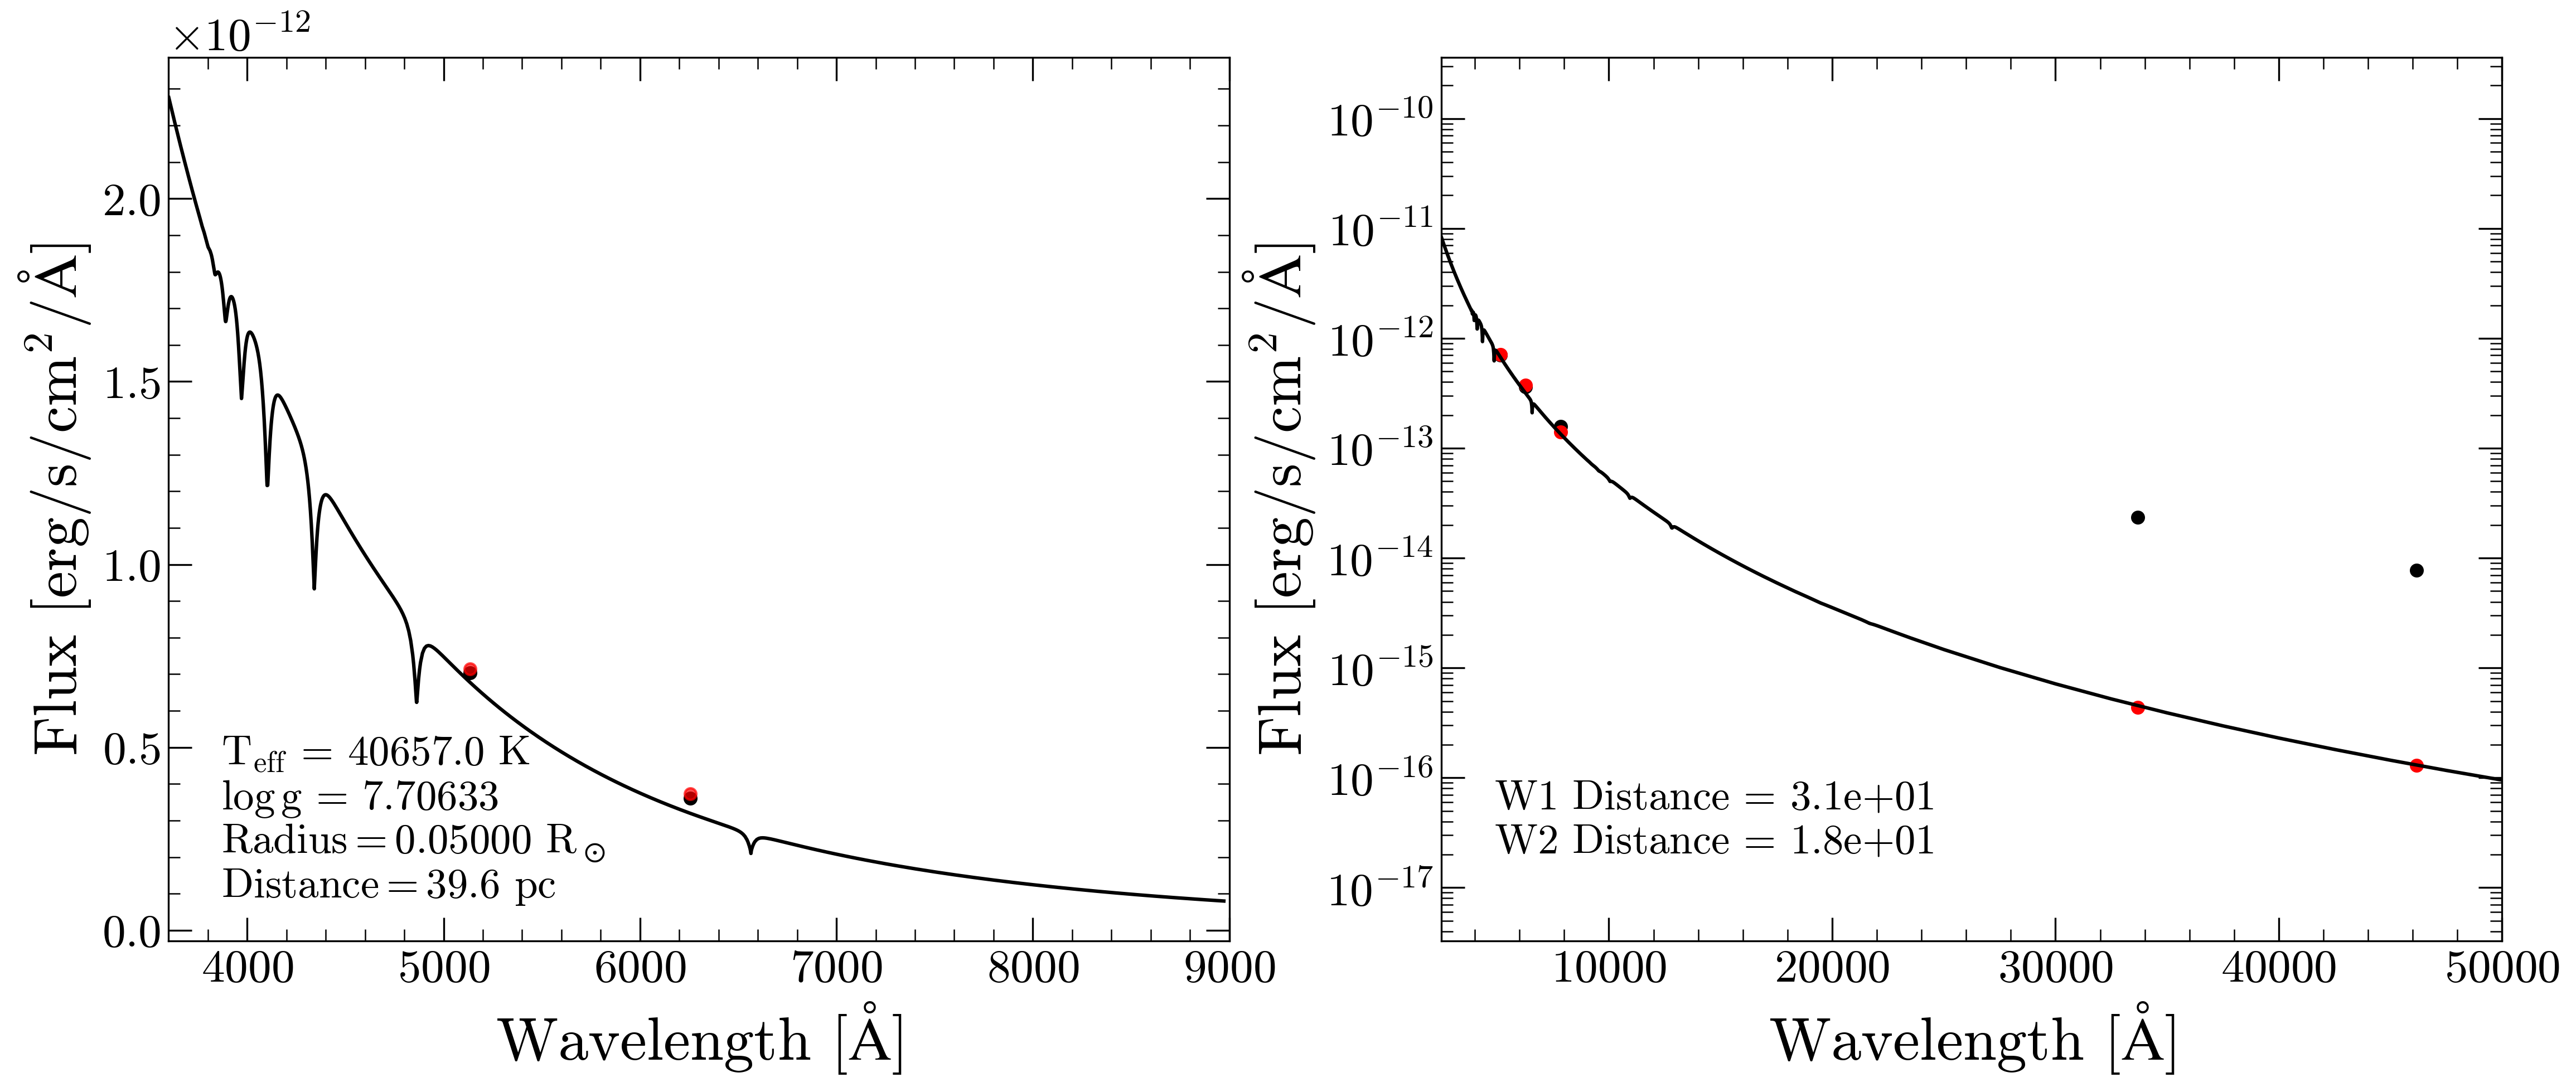 ×10⁻¹²
Flux [erg/s/cm²/Å]
2.0
1.5
1.0
0.5
0.0
T_eff = 40657.0 K
log g = 7.70633
Radius = 0.05000 R_⊙
Distance = 39.6 pc
4000 5000 6000 7000 8000 9000
Wavelength [Å]
Flux [erg/s/cm²/Å]
10⁻¹⁰
10⁻¹¹
10⁻¹²
10⁻¹³
10⁻¹⁴
10⁻¹⁵
10⁻¹⁶
10⁻¹⁷
W1 Distance = 3.1e+01
W2 Distance = 1.8e+01
10000 20000 30000 40000 50000
Wavelength [Å]